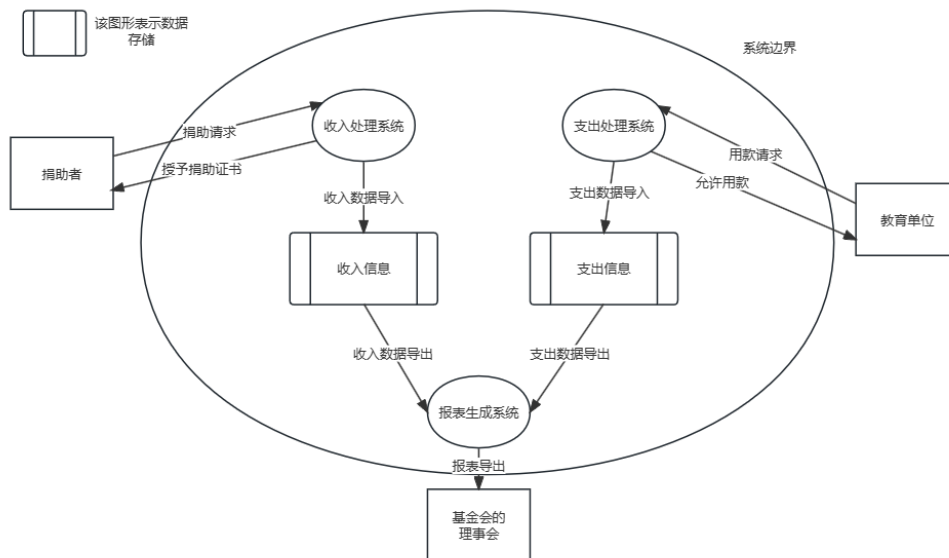 该图形表示数据
存储
系统边界
收入处理系统
支出处理系统
捐助请求
用款请求
捐助者
授予捐助证书
允许用款
收入数据导入
支出数据导入
教育单位
收入信息
支出信息
收入数据导出
支出数据导出
报表生成系统
报表导出
基金会的
理事会